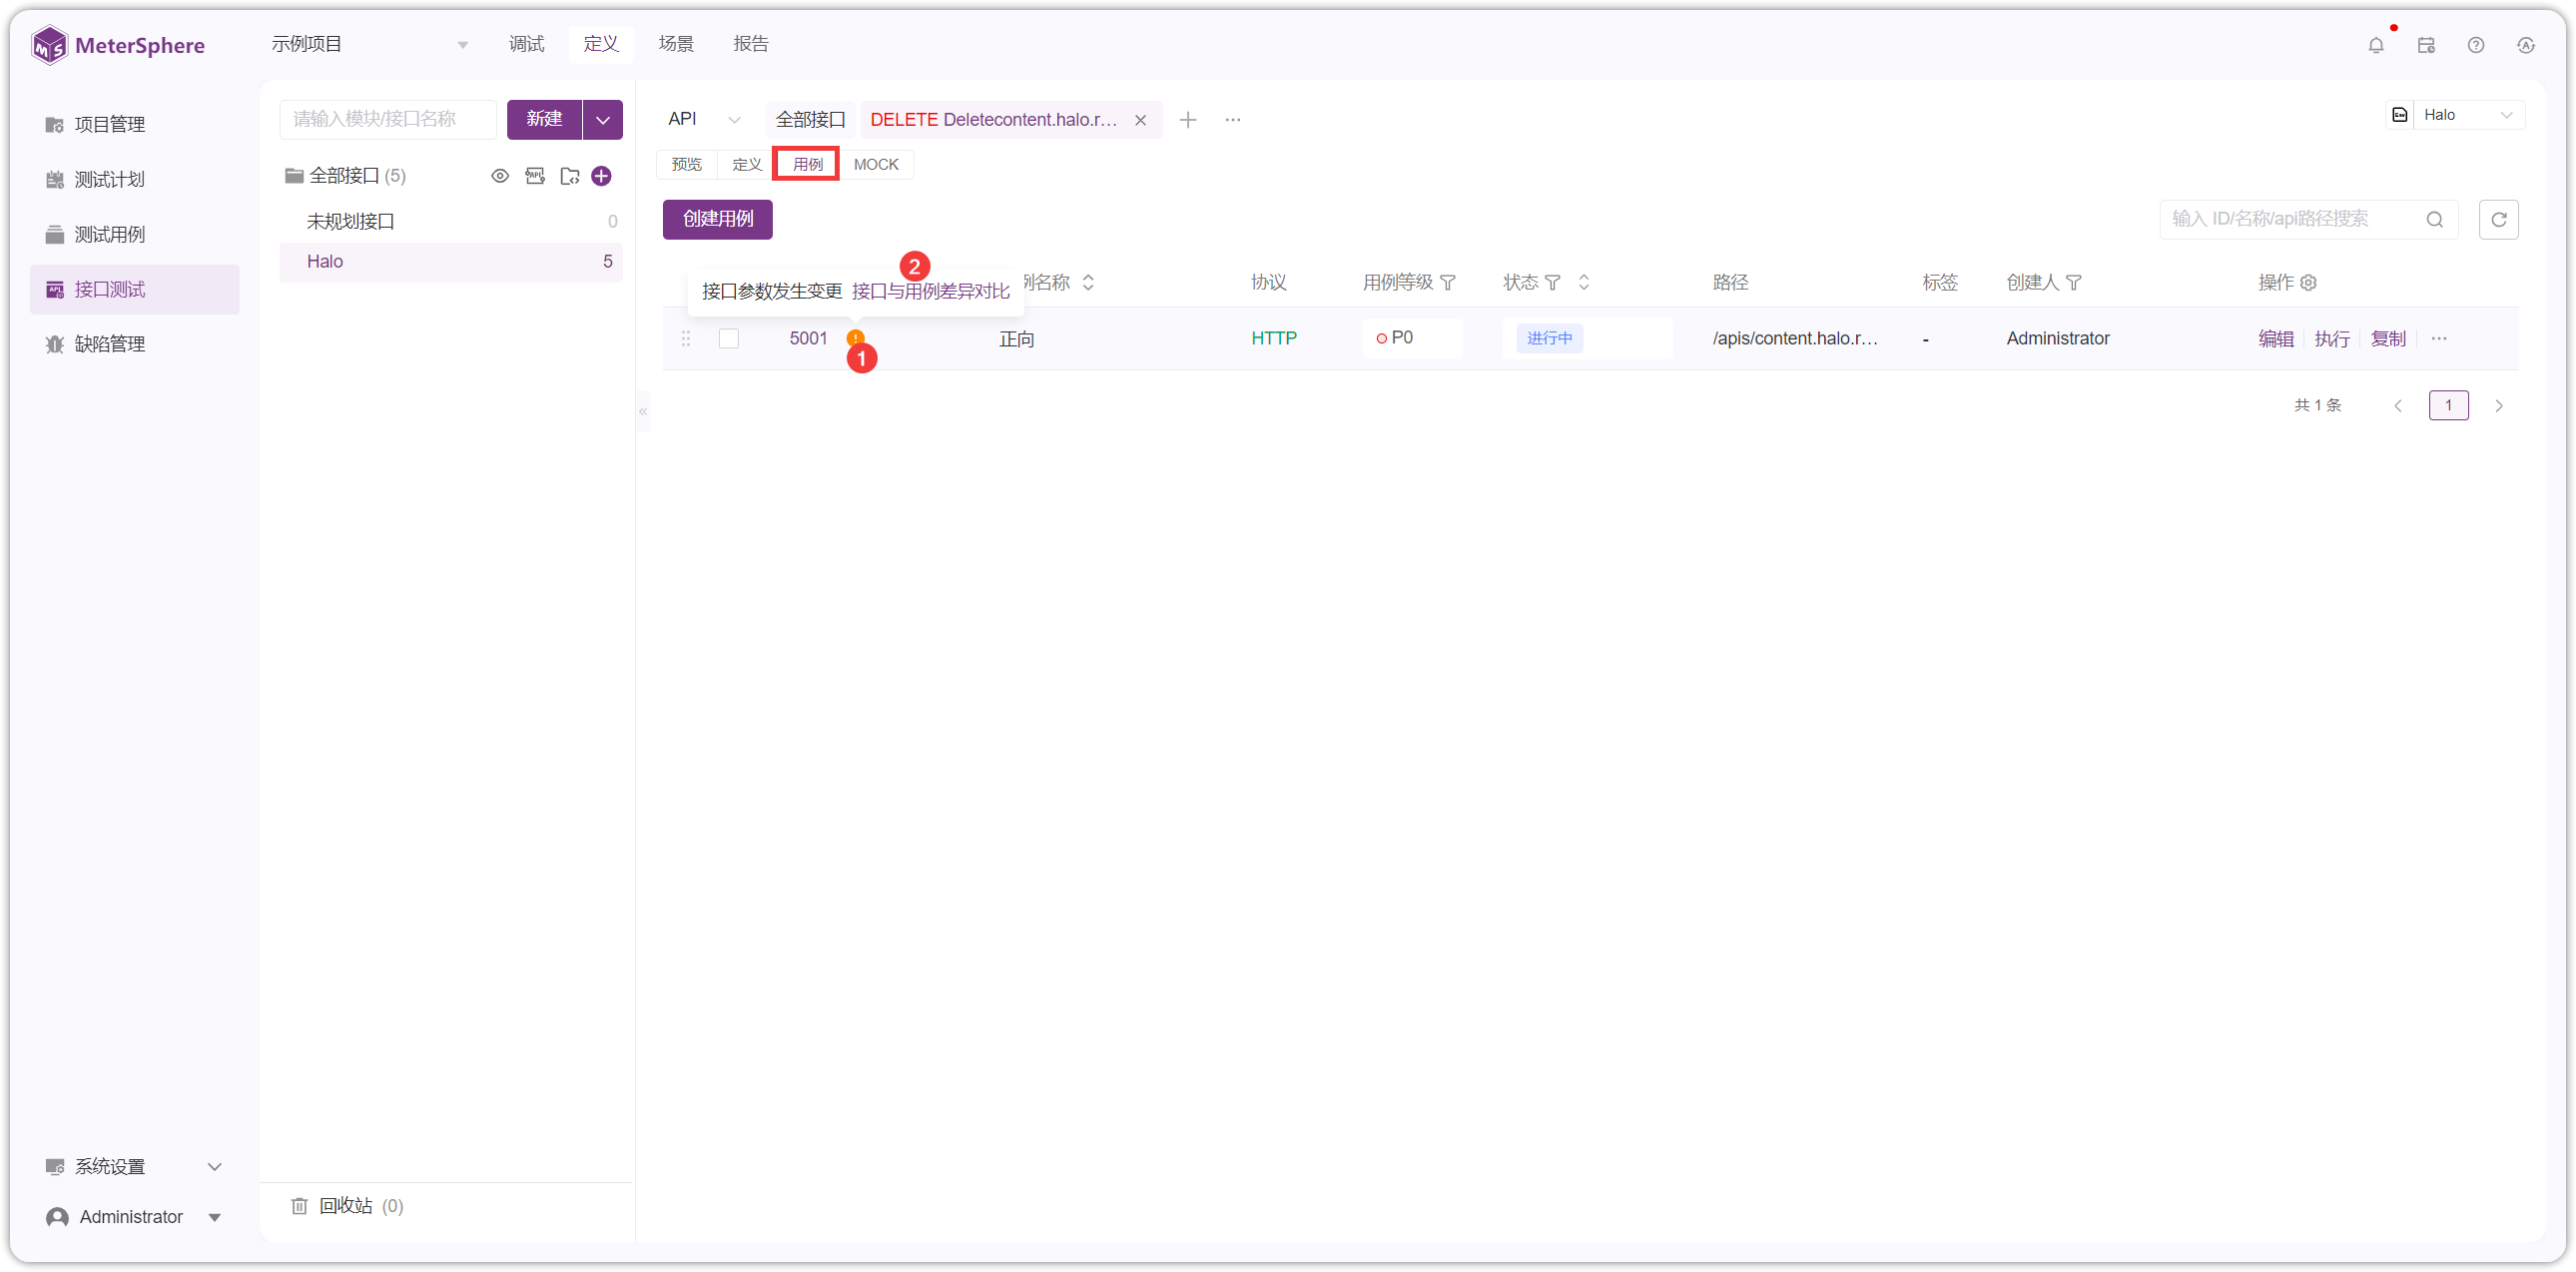 MeterSphere
示例项目
调试 定义 场景 报告
项目管理
测试计划
测试用例
接口测试
缺陷管理
系统设置
Administrator
请输入模块/接口名称
新建
全部接口 (5)
未规划接口 0
Halo 5
回收站 (0)
API 全部接口 DELETE Deletecontent.halo.r... Halo
预览 定义 用例 MOCK
创建用例 输入 ID/名称/api路径搜索
2
接口参数发生变更 接口与用例差异对比
例名称 协议 用例等级 状态 路径 标签 创建人 操作
5001 正向 HTTP P0 进行中 /apis/content.halo.r... - Administrator 编辑 执行 复制 ...
1
共 1 条 1